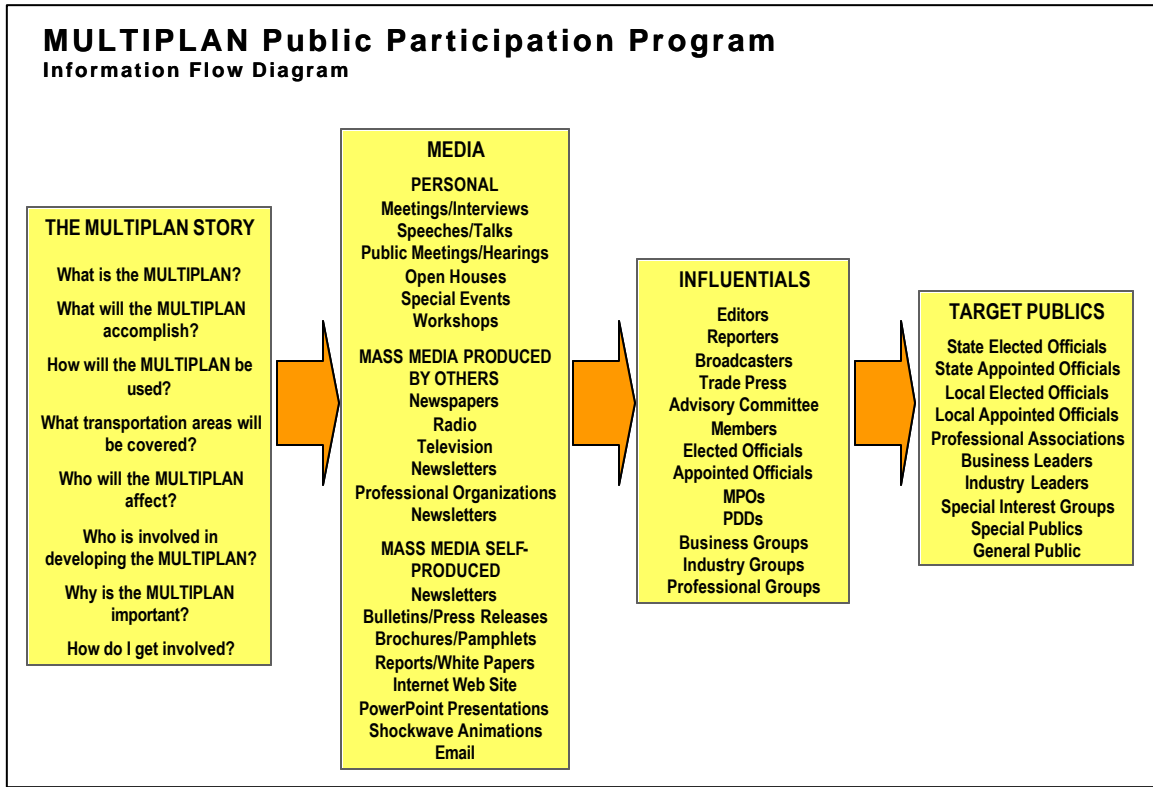 MULTIPLAN Public Participation Program
Information Flow Diagram
THE MULTIPLAN STORY
What is the MULTIPLAN?
What will the MULTIPLAN
accomplish?
How will the MULTIPLAN be
used?
What transportation areas will
be covered?
Who will the MULTIPLAN
affect?
Who is involved in
developing the MULTIPLAN?
Why is the MULTIPLAN
important?
How do I get involved?
MEDIA
PERSONAL
Meetings/Interviews
Speeches/Talks
Public Meetings/Hearings
Open Houses
Special Events
Workshops
MASS MEDIA PRODUCED
BY OTHERS
Newspapers
Radio
Television
Newsletters
Professional Organizations
Newsletters
MASS MEDIA SELF-
PRODUCED
Newsletters
Bulletins/Press Releases
Brochures/Pamphlets
Reports/White Papers
Internet Web Site
PowerPoint Presentations
Shockwave Animations
Email
INFLUENTIALS
Editors
Reporters
Broadcasters
Trade Press
Advisory Committee
Members
Elected Officials
Appointed Officials
MPOs
PDDs
Business Groups
Industry Groups
Professional Groups
TARGET PUBLICS
State Elected Officials
State Appointed Officials
Local Elected Officials
Local Appointed Officials
Professional Associations
Business Leaders
Industry Leaders
Special Interest Groups
Special Publics
General Public